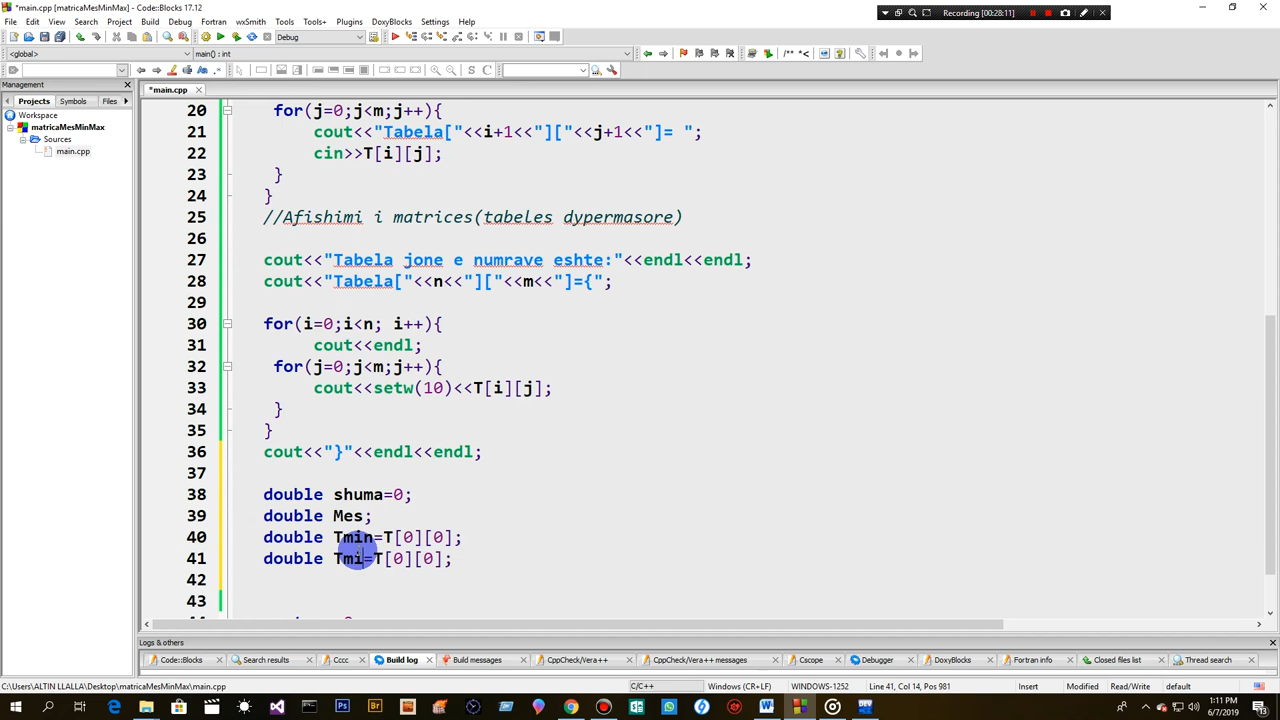 *main.cpp [matricaMesMinMax] - Code::Blocks 17.12
Recording [00:28:11]
File Edit View Search Project Build Debug Fortran wxSmith Tools Tools+ Plugins DoxyBlocks Settings Help
Debug
<global> main() : int
/** *<
S C
Management
*main.cpp
Projects Symbols Files
Workspace
matricaMesMinMax
Sources
main.cpp
20 for(j=0;j<m;j++){
21 cout<<"Tabela["<<i+1<<"]["<<j+1<<"]= ";
22 cin>>T[i][j];
23 }
24 }
25 //Afishimi i matrices(tabeles dypermasore)
26
27 cout<<"Tabela jone e numrave eshte:"<<endl<<endl;
28 cout<<"Tabela["<<n<<"]["<<m<<"]={";
29
30 for(i=0;i<n; i++){
31 cout<<endl;
32 for(j=0;j<m;j++){
33 cout<<setw(10)<<T[i][j];
34 }
35 }
36 cout<<"}"<<endl<<endl;
37
38 double shuma=0;
39 double Mes;
40 double Tmin=T[0][0];
41 double Tmi=T[0][0];
42
43
Logs & others
Code::Blocks Search results Cccc Build log Build messages CppCheck/Vera++ CppCheck/Vera++ messages Cscope Debugger DoxyBlocks Fortran info Closed files list Thread search
C:\Users\ALTIN LLALLA\Desktop\matricaMesMinMax\main.cpp C/C++ Windows (CR+LF) WINDOWS-1252 Line 41, Col 14, Pos 981 Insert Modified Read/Write default
1:11 PM
6/7/2019